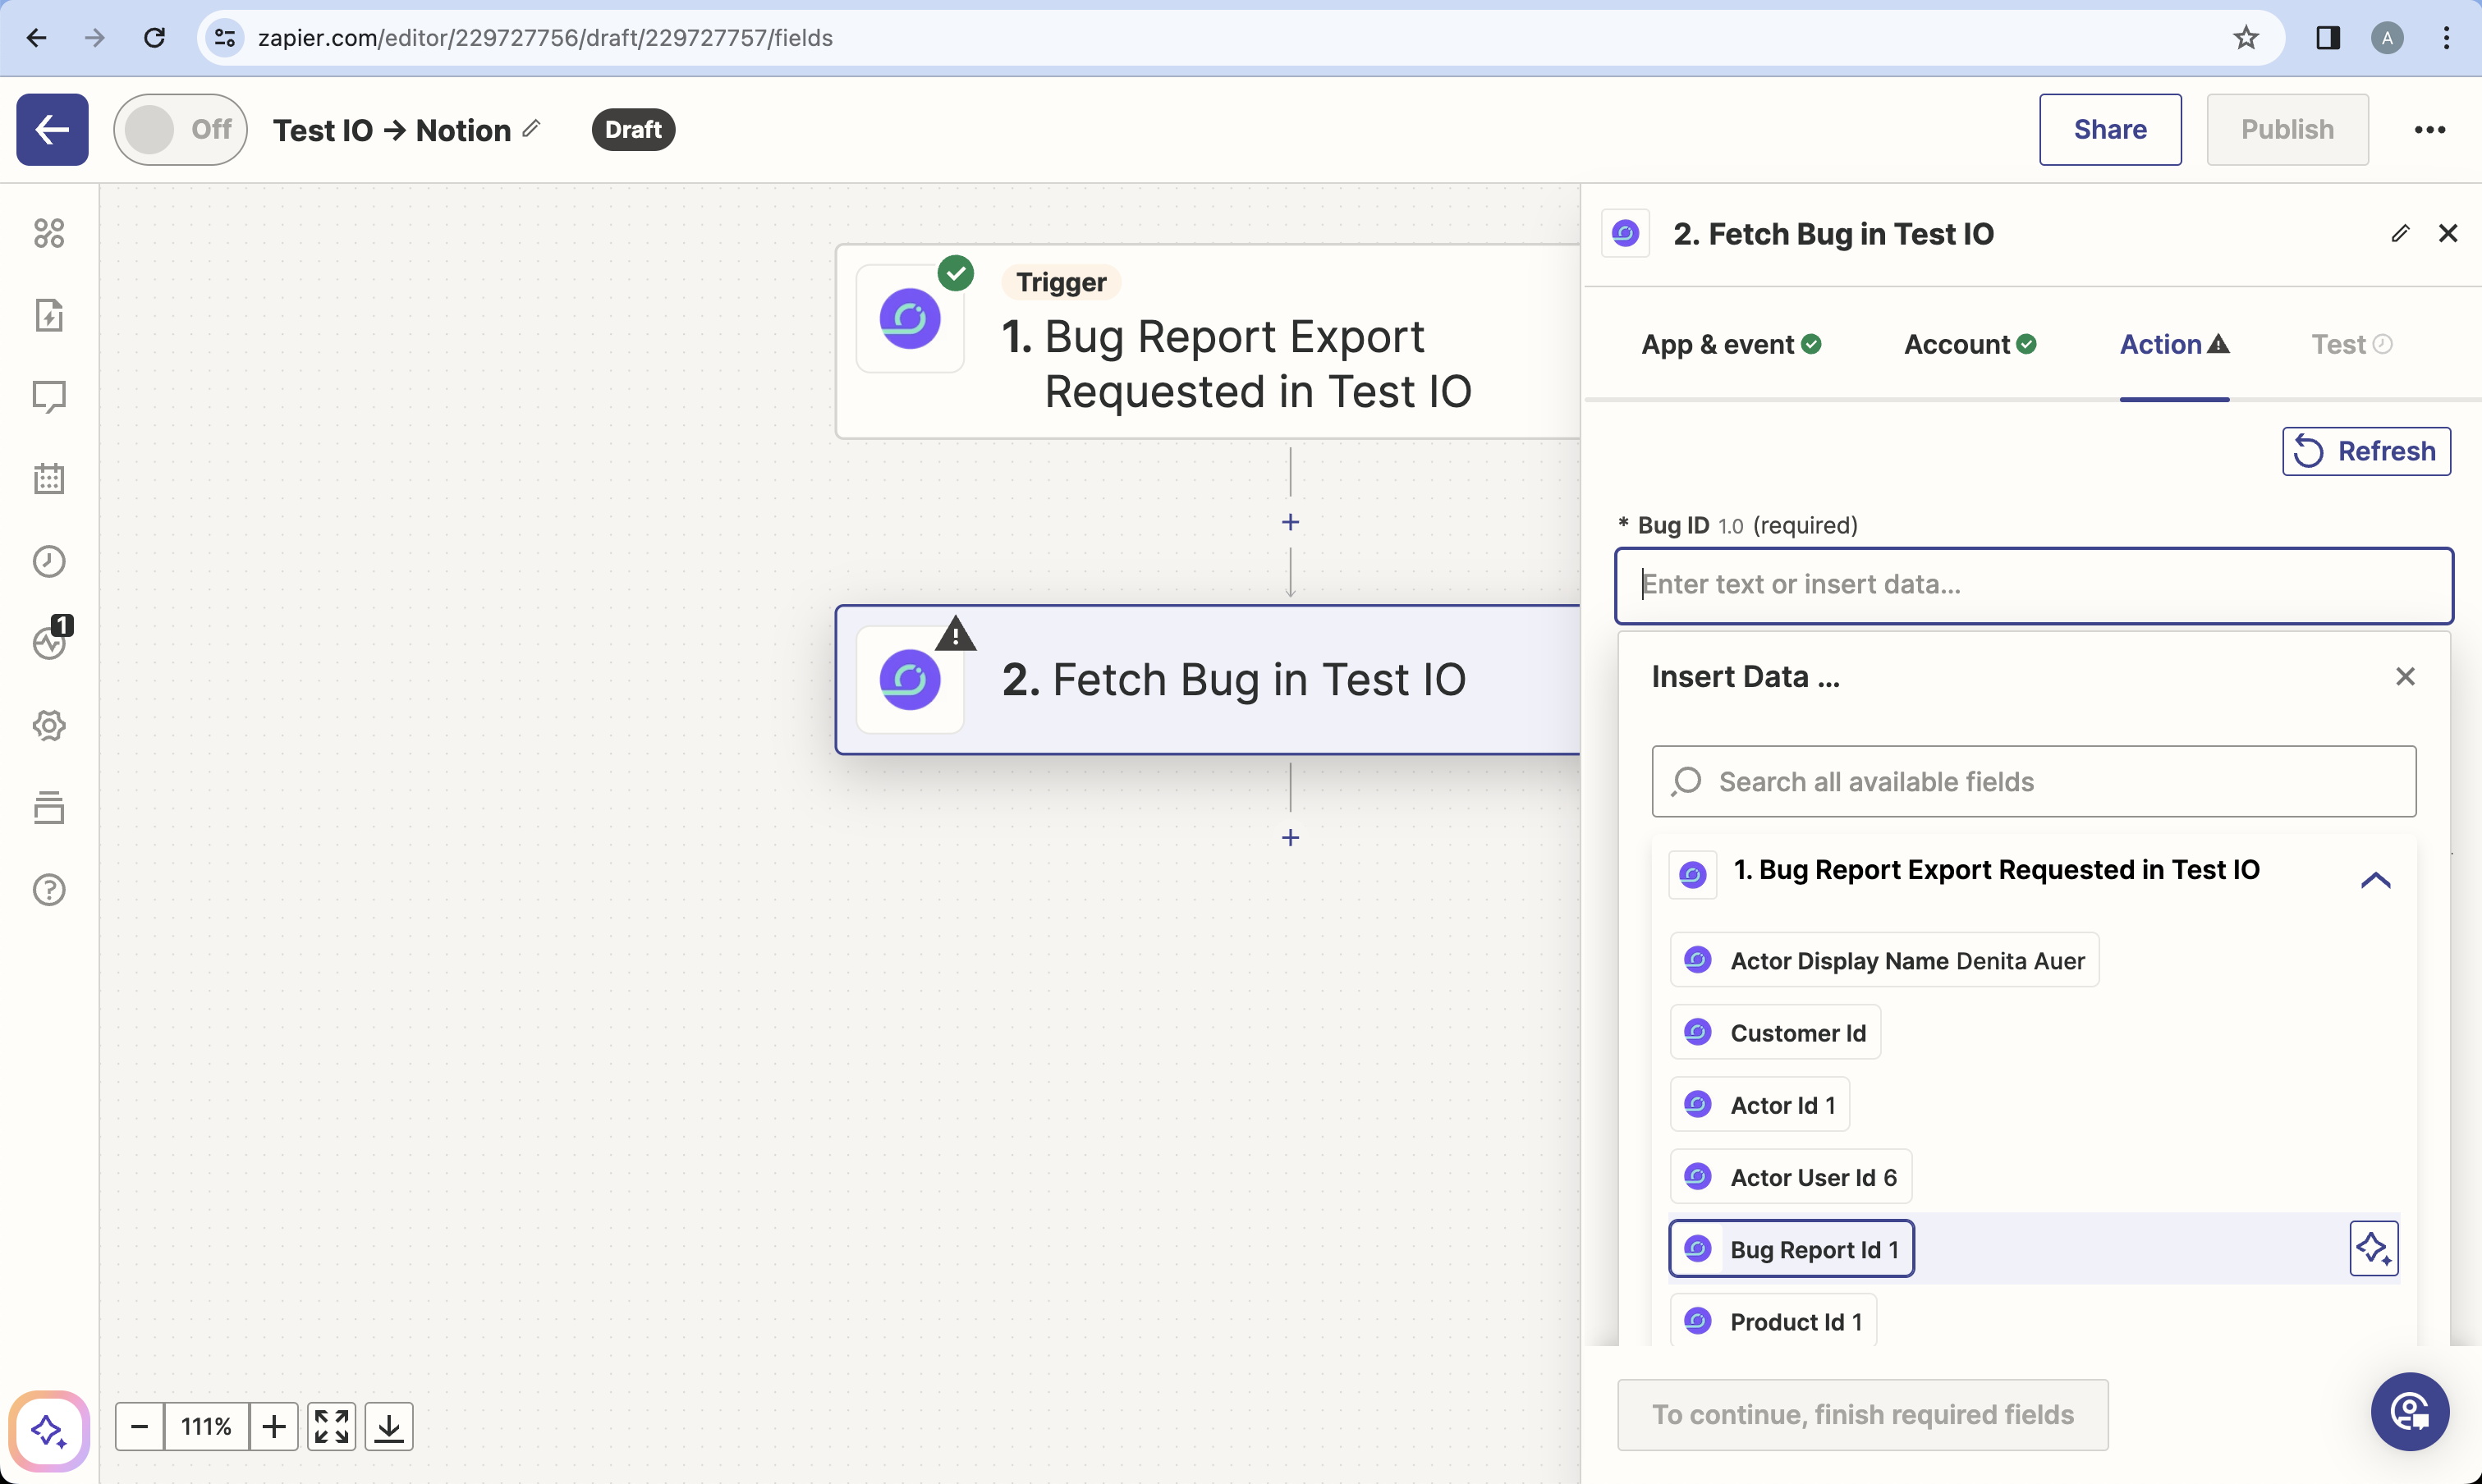 zapier.com/editor/229727756/draft/229727757/fields
A
Off
Test IO → Notion
Draft
Share
Publish
Trigger
1. Bug Report Export
Requested in Test IO
2. Fetch Bug in Test IO
1
111%
2. Fetch Bug in Test IO
App & event
Account
Action
Test
Refresh
* Bug ID 1.0 (required)
Enter text or insert data...
Insert Data ...
Search all available fields
1. Bug Report Export Requested in Test IO
Actor Display Name Denita Auer
Customer Id
Actor Id 1
Actor User Id 6
Bug Report Id 1
Product Id 1
To continue, finish required fields